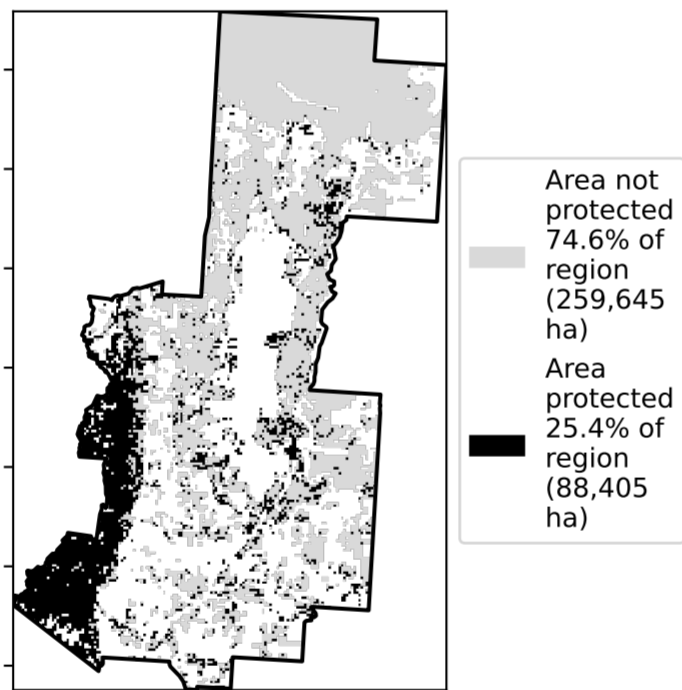 Area not
protected
74.6% of
region
(259,645
ha)
Area
protected
25.4% of
region
(88,405
ha)